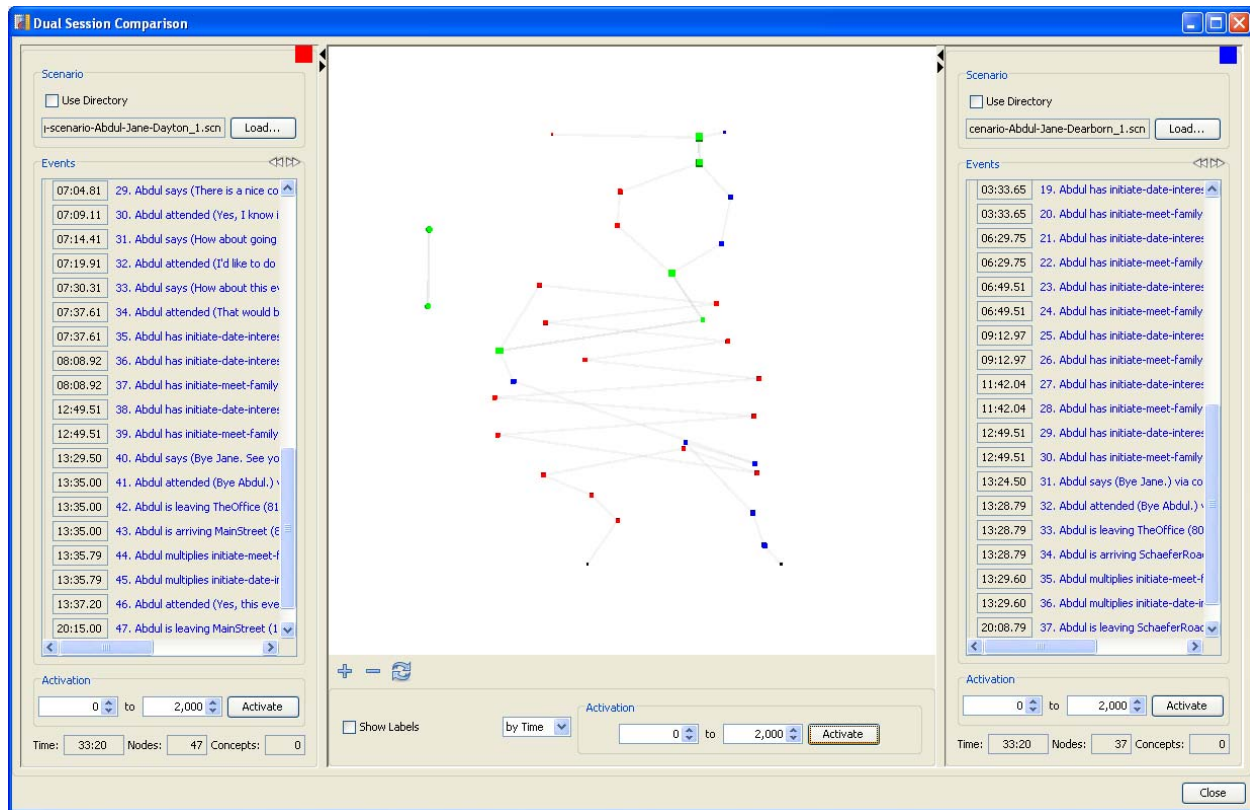 Dual Session Comparison
Scenario
Use Directory
-scenario-Abdul-Jane-Dayton_1.scn Load...
Events
07:04.81 29. Abdul says (There is a nice co
07:09.11 30. Abdul attended (Yes, I know i
07:14.41 31. Abdul says (How about going
07:19.91 32. Abdul attended (I'd like to do
07:30.31 33. Abdul says (How about this ev
07:37.61 34. Abdul attended (That would b
07:37.61 35. Abdul has initiate-date-interes
08:08.92 36. Abdul has initiate-date-interes
08:08.92 37. Abdul has initiate-meet-family
12:49.51 38. Abdul has initiate-date-interes
12:49.51 39. Abdul has initiate-meet-family
13:29.50 40. Abdul says (Bye Jane. See yo
13:35.00 41. Abdul attended (Bye Abdul.) v
13:35.00 42. Abdul is leaving TheOffice (81
13:35.00 43. Abdul is arriving MainStreet (8
13:35.79 44. Abdul multiplies initiate-meet-f
13:35.79 45. Abdul multiplies initiate-date-in
13:37.20 46. Abdul attended (Yes, this eve
20:15.00 47. Abdul is leaving MainStreet (1
Activation
0 to 2,000 Activate
Time: 33:20 Nodes: 47 Concepts: 0
Show Labels
by Time
Activation
0 to 2,000 Activate
Scenario
Use Directory
cenario-Abdul-Jane-Dearborn_1.scn Load...
Events
03:33.65 19. Abdul has initiate-date-interes
03:33.65 20. Abdul has initiate-meet-family
06:29.75 21. Abdul has initiate-date-interes
06:29.75 22. Abdul has initiate-meet-family
06:49.51 23. Abdul has initiate-date-interes
06:49.51 24. Abdul has initiate-meet-family
09:12.97 25. Abdul has initiate-date-interes
09:12.97 26. Abdul has initiate-meet-family
11:42.04 27. Abdul has initiate-date-interes
11:42.04 28. Abdul has initiate-meet-family
12:49.51 29. Abdul has initiate-date-interes
12:49.51 30. Abdul has initiate-meet-family
13:24.50 31. Abdul says (Bye Jane.) via co
13:28.79 32. Abdul attended (Bye Abdul.) v
13:28.79 33. Abdul is leaving TheOffice (80
13:28.79 34. Abdul is arriving SchaeferRoa
13:29.60 35. Abdul multiplies initiate-meet-f
13:29.60 36. Abdul multiplies initiate-date-in
20:08.79 37. Abdul is leaving SchaeferRoa
Activation
0 to 2,000 Activate
Time: 33:20 Nodes: 37 Concepts: 0
Close